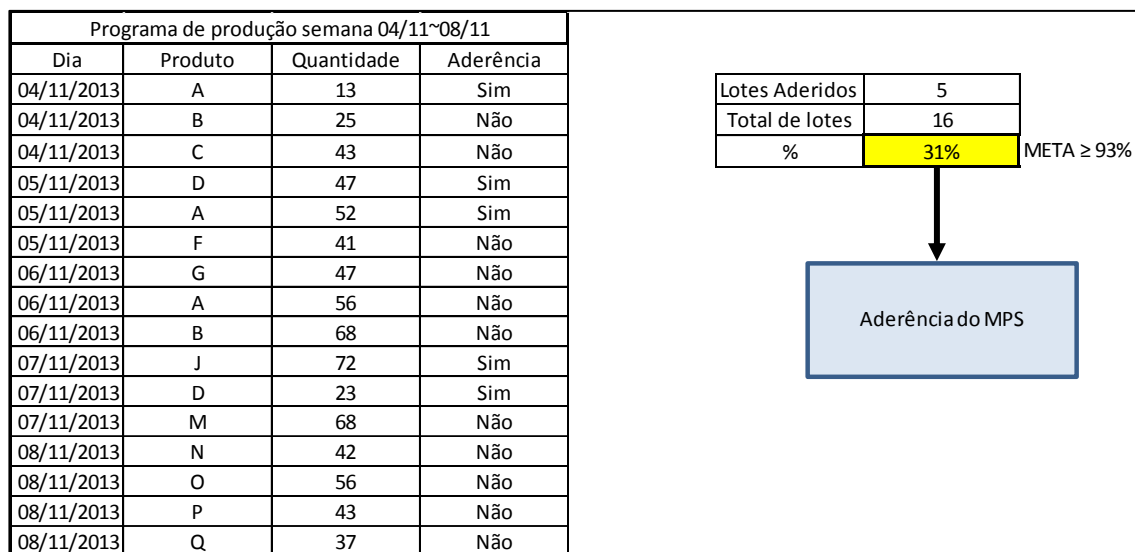 Programa de produção semana 04/11~08/11
Dia Produto Quantidade Aderência
04/11/2013 A 13 Sim
04/11/2013 B 25 Não
04/11/2013 C 43 Não
05/11/2013 D 47 Sim
05/11/2013 A 52 Sim
05/11/2013 F 41 Não
06/11/2013 G 47 Não
06/11/2013 A 56 Não
06/11/2013 B 68 Não
07/11/2013 J 72 Sim
07/11/2013 D 23 Sim
07/11/2013 M 68 Não
08/11/2013 N 42 Não
08/11/2013 O 56 Não
08/11/2013 P 43 Não
08/11/2013 Q 37 Não
Lotes Aderidos 5
Total de lotes 16
% 31% META ≥ 93%
Aderência do MPS